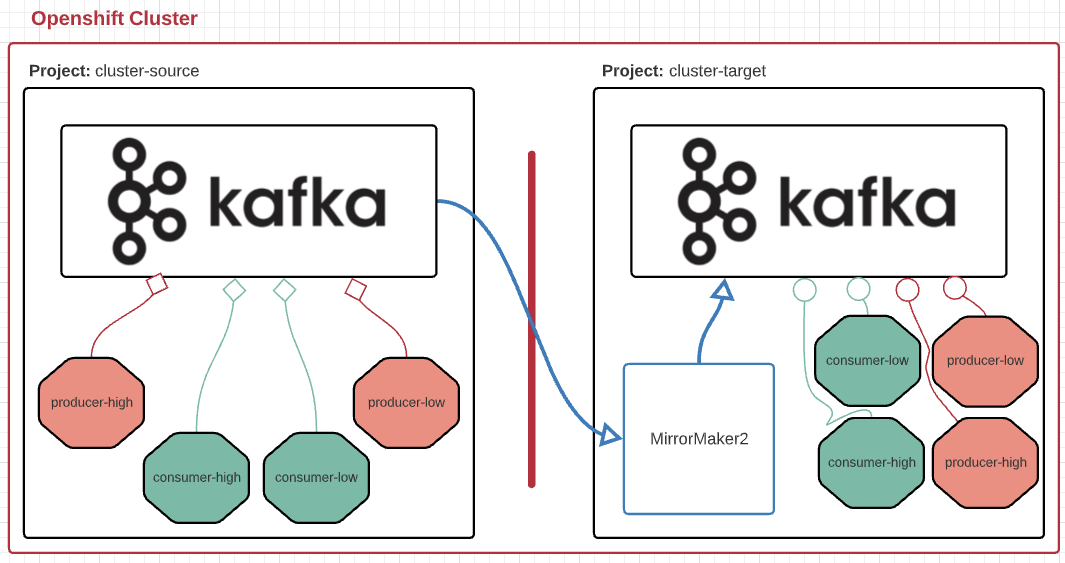 Openshift Cluster
Project: cluster-source
kafka
producer-high
producer-low
consumer-high
consumer-low
Project: cluster-target
kafka
consumer-low
producer-low
MirrorMaker2
consumer-high
producer-high